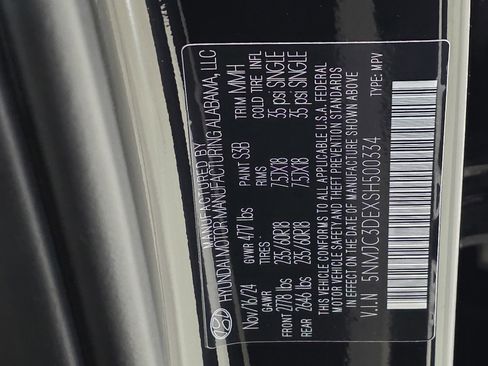 MANUFACTURED BY
HYUNDAI MOTOR MANUFACTURING ALABAMA, LLC
Nov/16/24 GVWR 4717 lbs PAINT S3B TRIM MMH
GAWR TIRES RIMS COLD TIRE INFL
FRONT 2778 lbs 235/60R18 7.5JX18 35 psi SINGLE
REAR 2646 lbs 235/60R18 7.5JX18 35 psi SINGLE
THIS VEHICLE CONFORMS TO ALL APPLICABLE U.S.A. FEDERAL
MOTOR VEHICLE SAFETY AND THEFT PREVENTION STANDARDS
IN EFFECT ON THE DATE OF MANUFACTURE SHOWN ABOVE
V.I.N 5NMJC3DEXSH500334 TYPE: MPV